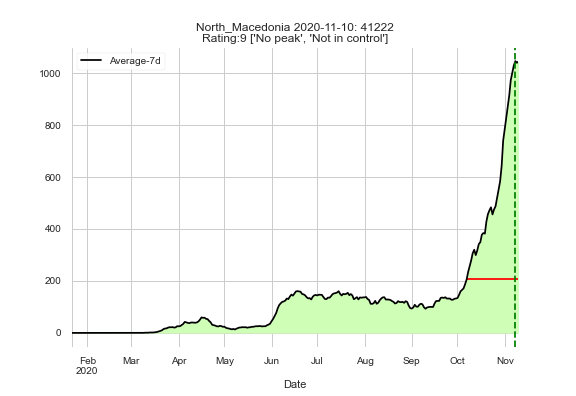 North_Macedonia 2020-11-10: 41222
Rating:9 ['No peak', 'Not in control']
Average-7d
1000
800
600
400
200
0
Feb Mar Apr May Jun Jul Aug Sep Oct Nov
2020
Date